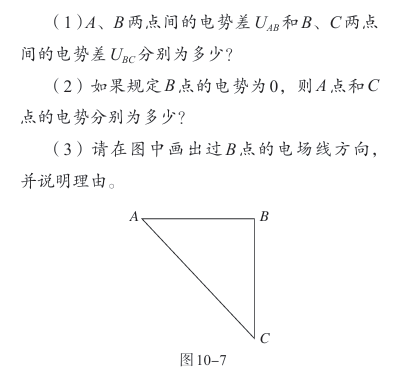 (1)A、B两点间的电势差UAB和B、C两点
间的电势差UBC分别为多少?
(2)如果规定B点的电势为0，则A点和C
点的电势分别为多少?
(3)请在图中画出过B点的电场线方向，
并说明理由。
A
B
C
图10-7